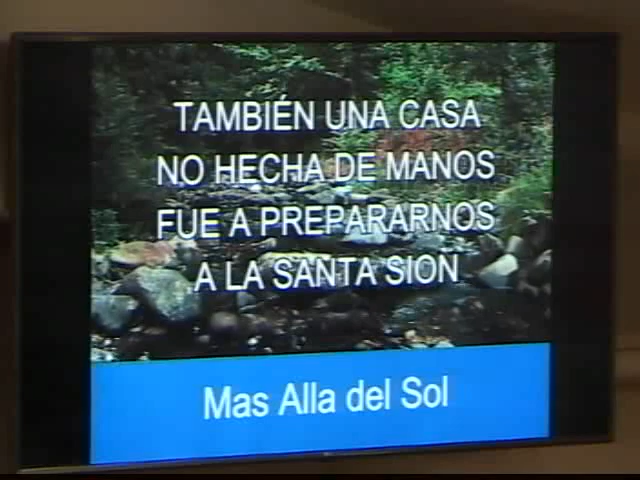 TAMBIÉN UNA CASA
NO HECHA DE MANOS
FUE A PREPARARNOS
A LA SANTA SION
Mas Alla del Sol